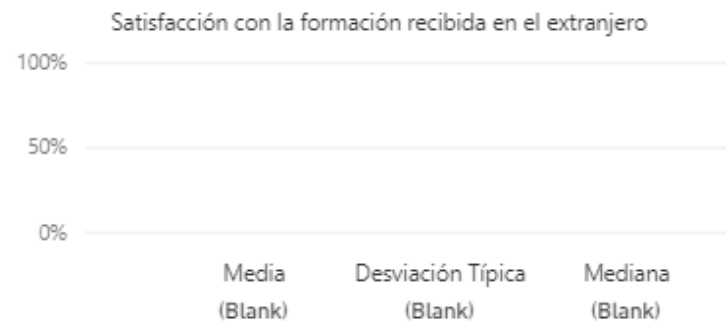 Satisfacción con la formación recibida en el extranjero
100%
50%
0%
Media Desviación Típica Mediana
(Blank) (Blank) (Blank)